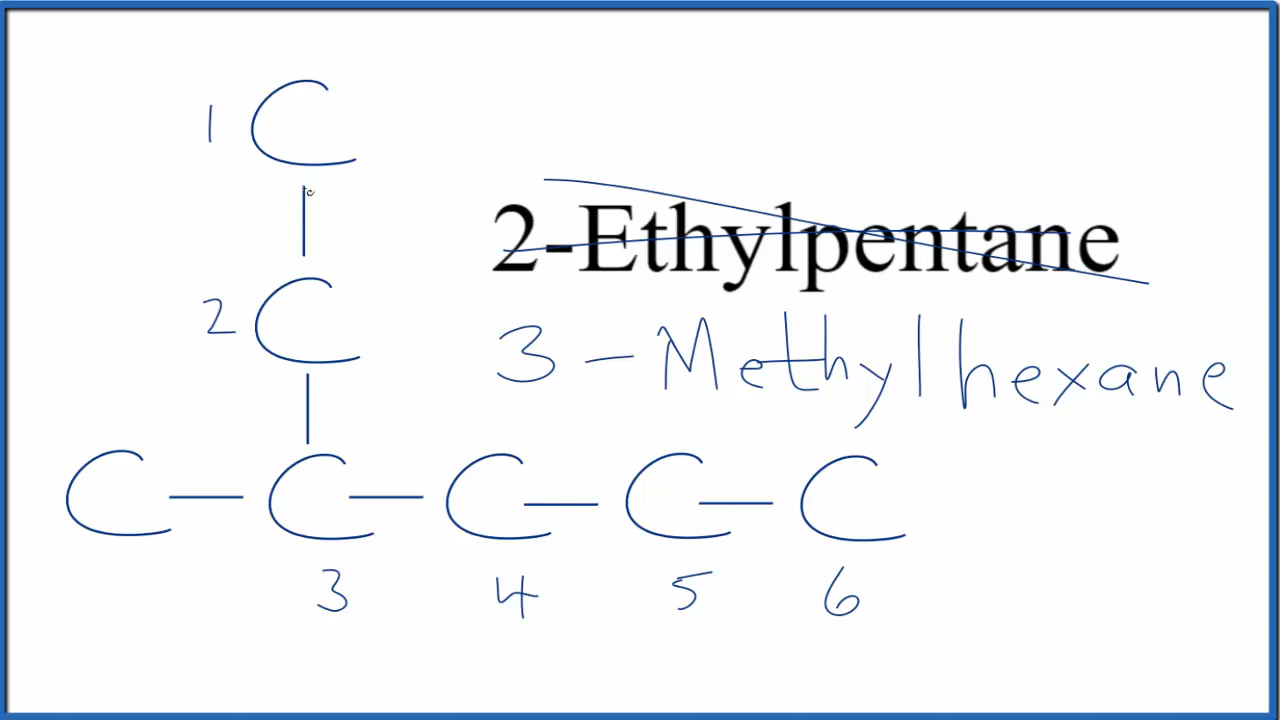 1 C
2-Ethylpentane
2 C
3 - Methylhexane
C - C - C - C - C
3 4 5 6